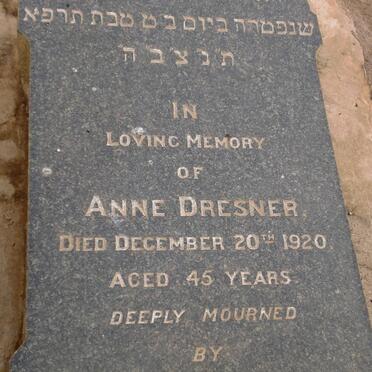 שנפטרה ביום ב׳ ט׳ טבת תרפא
ת׳נ׳צ׳ב׳ה
IN
LOVING MEMORY
OF
ANNE DRESNER.
DIED DECEMBER 20TH 1920
AGED 45 YEARS
DEEPLY MOURNED
BY